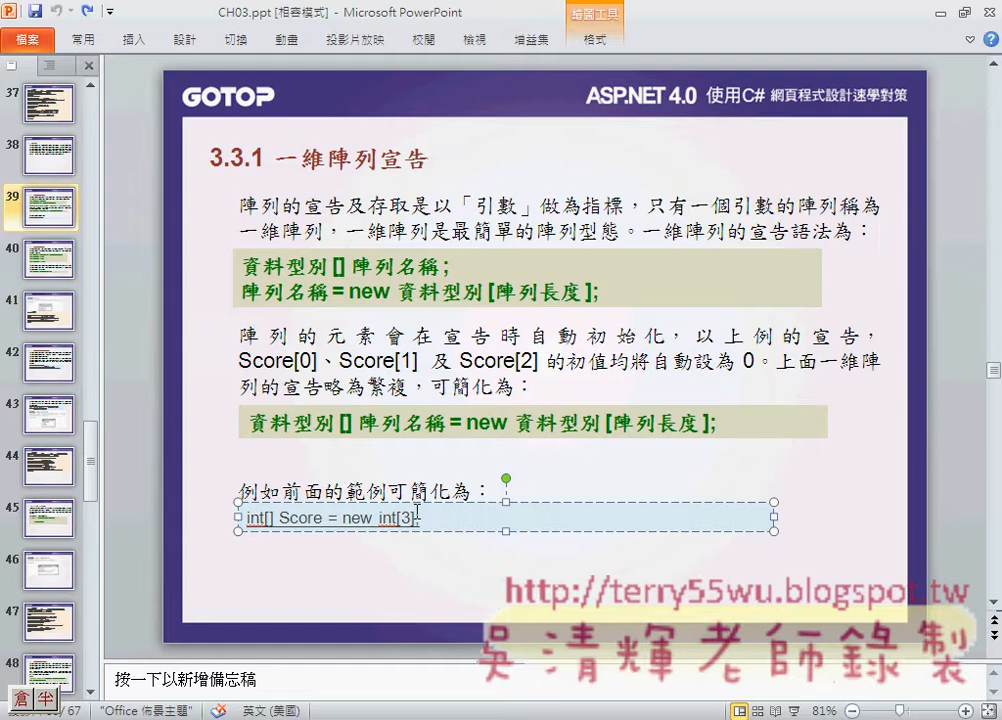 CH03.ppt [相容模式] - Microsoft PowerPoint
繪圖工具
檔案 常用 插入 設計 切換 動畫 投影片放映 校閱 檢視 增益集 格式
37
38
39
40
41
42
43
44
45
46
47
48
GOTOP
ASP.NET 4.0 使用C# 網頁程式設計速學對策
3.3.1 一維陣列宣告
陣列的宣告及存取是以「引數」做為指標，只有一個引數的陣列稱為
一維陣列，一維陣列是最簡單的陣列型態。一維陣列的宣告語法為：
資料型別[] 陣列名稱;
陣列名稱=new 資料型別[陣列長度];
陣列的元素會在宣告時自動初始化，以上例的宣告，
Score[0]、Score[1] 及 Score[2] 的初值均將自動設為 0。上面一維陣
列的宣告略為繁複，可簡化為：
資料型別[] 陣列名稱=new 資料型別[陣列長度];
例如前面的範例可簡化為：
int[] Score = new int[3];
http://terry55wu.blogspot.tw
吳清輝老師錄製
按一下以新增備忘稿
倉 半
/ 67 "Office 佈景主題" 英文 (美國) 81%